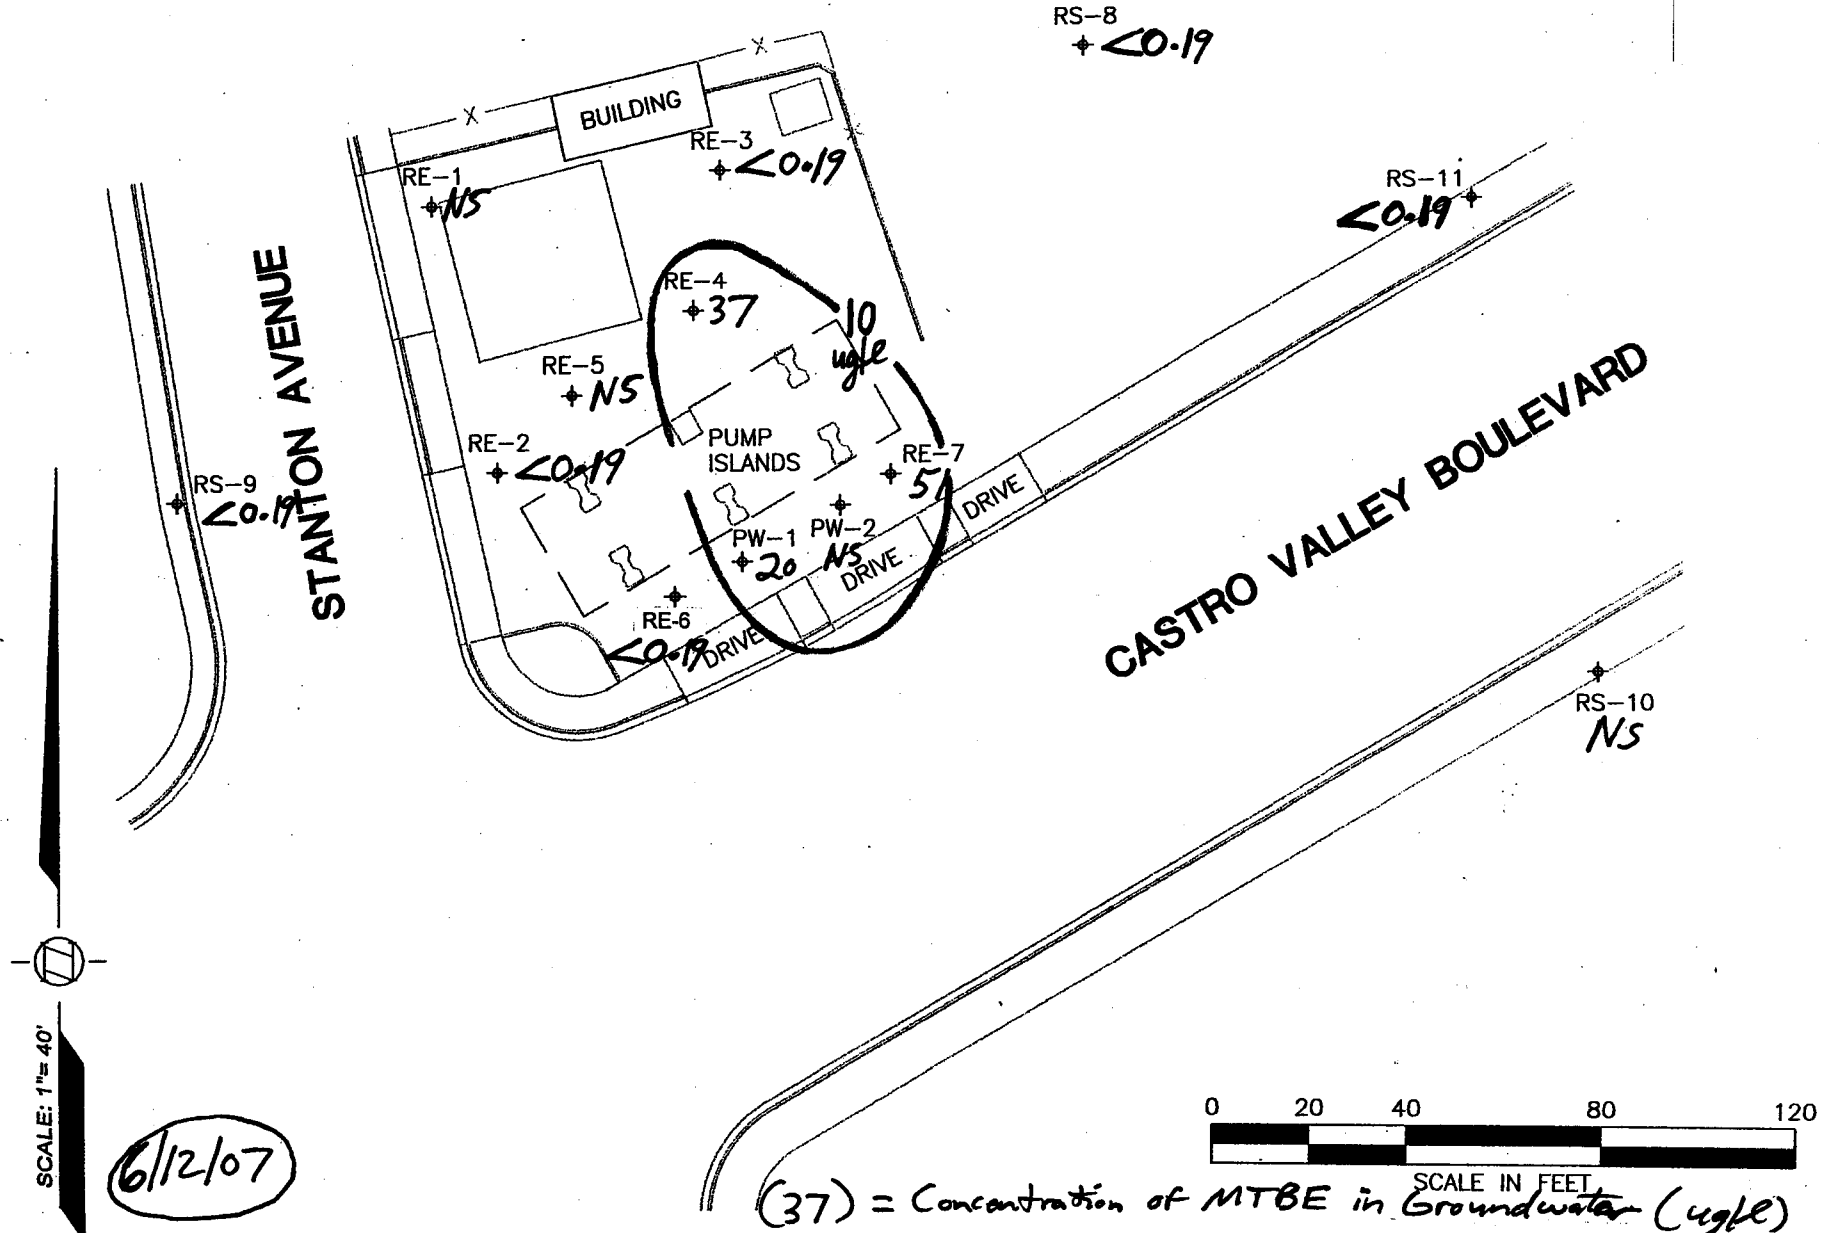 RS-8
<0.19
X
X
BUILDING
RE-3
<0.19
RE-1
NS
RS-11
<0.19
STANTON AVENUE
RE-4
37
10
ug/l
RE-5
NS
RE-2
<0.19
PUMP
ISLANDS
RE-7
51
RS-9
<0.19
DRIVE
PW-1
20
PW-2
NS
DRIVE
RE-6
<0.19
DRIVE
CASTRO VALLEY BOULEVARD
RS-10
NS
SCALE: 1"= 40'
6/12/07
0 20 40 80 120
SCALE IN FEET
(37) = Concentration of MTBE in Groundwater (ug/l)